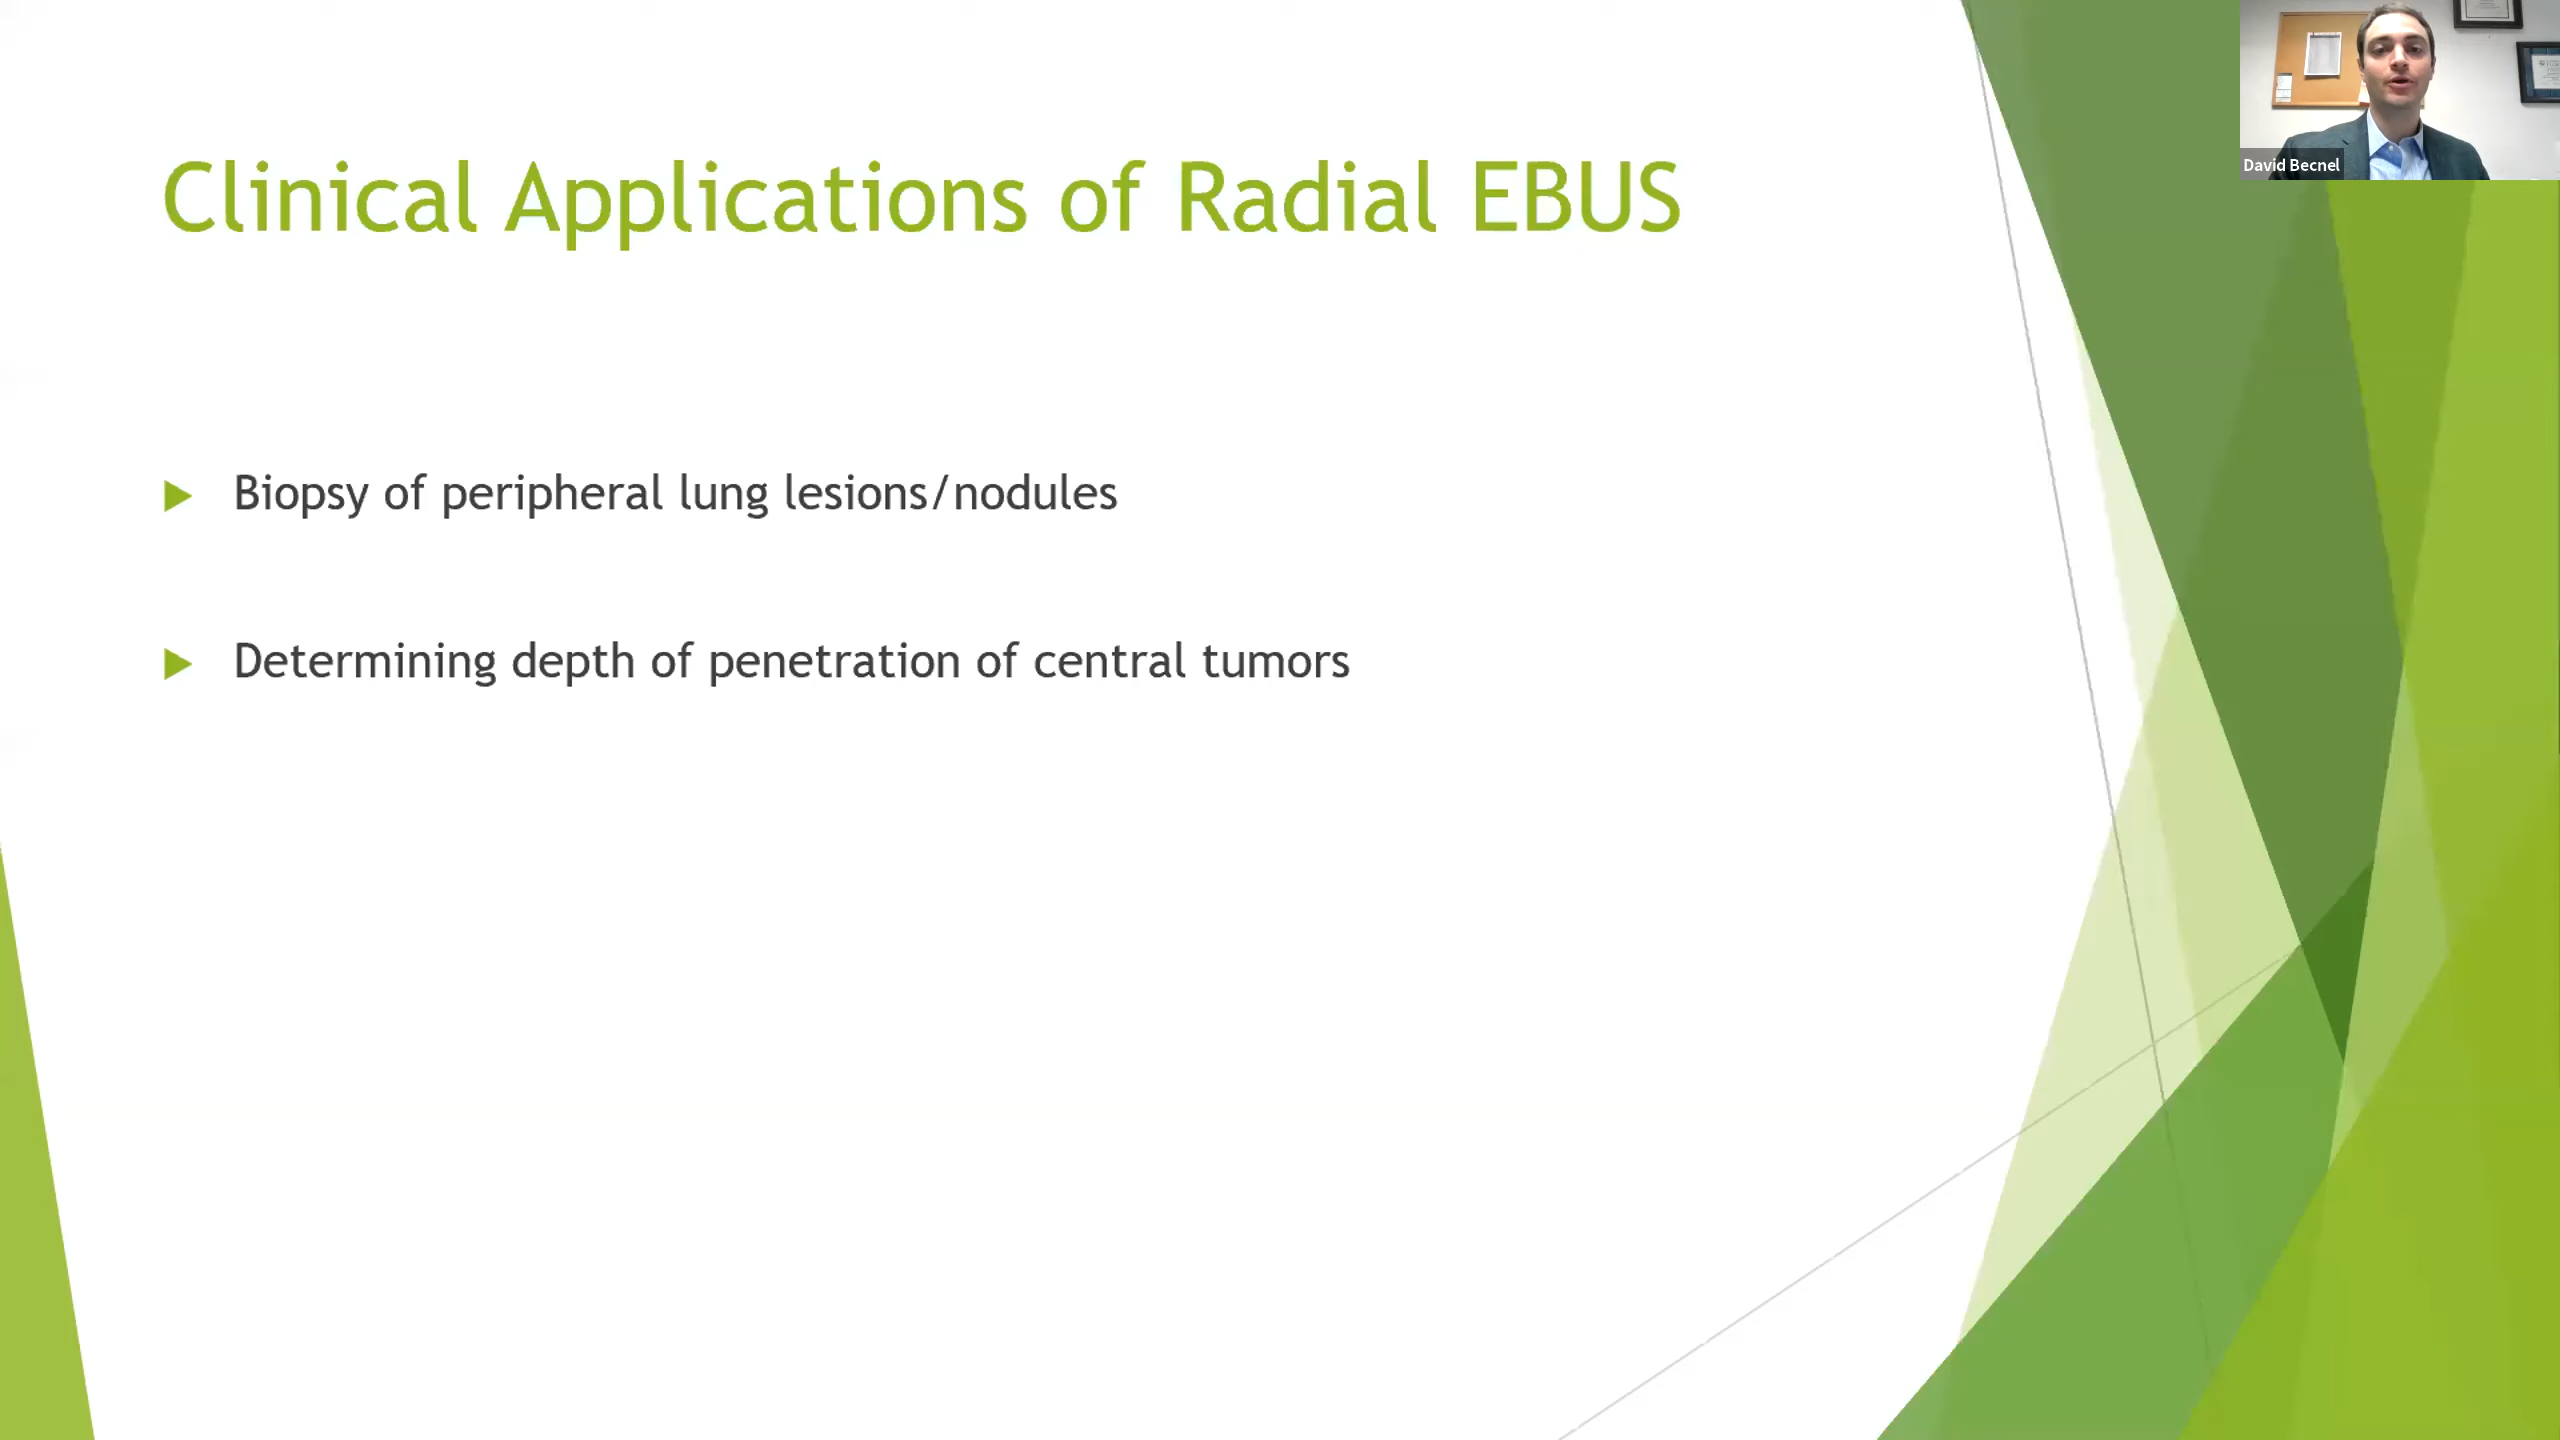 Clinical Applications of Radial EBUS
David Becnel
Biopsy of peripheral lung lesions/nodules
Determining depth of penetration of central tumors